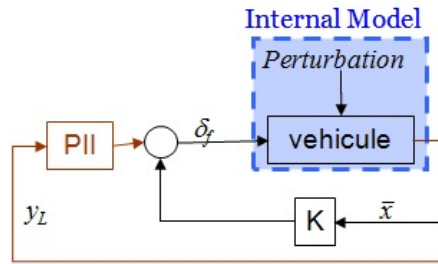 Internal Model
Perturbation
PII
δf
vehicule
yL
K
x̄